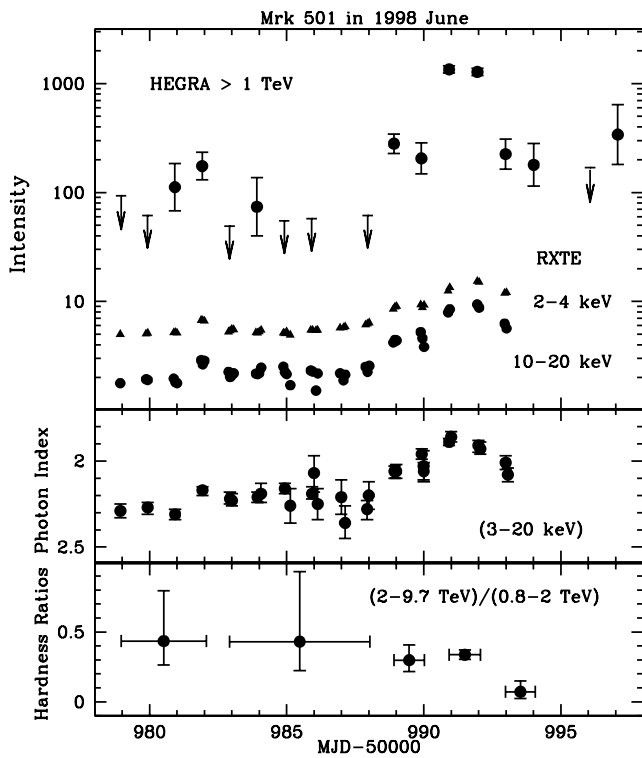 Mrk 501 in 1998 June
HEGRA > 1 TeV
1000
100
10
Intensity
RXTE
2−4 keV
10−20 keV
2
2.5
Photon Index
(3−20 keV)
(2−9.7 TeV)/(0.8−2 TeV)
0.5
0
Hardness Ratios
980 985 990 995
MJD−50000